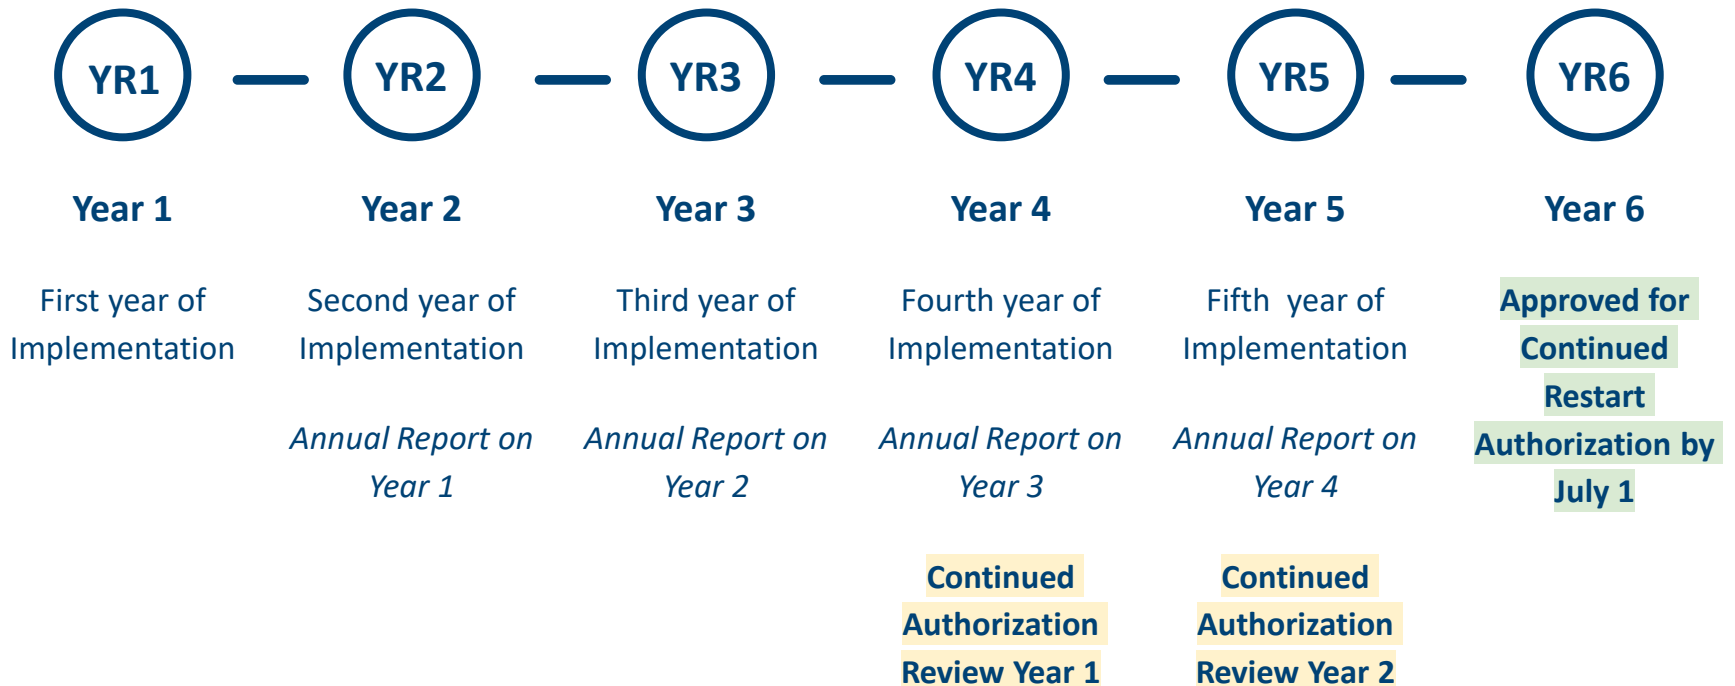 YR1
YR2
YR3
YR4
YR5
YR6
Year 1
Year 2
Year 3
Year 4
Year 5
Year 6
First year of
Implementation
Second year of
Implementation
Annual Report on
Year 1
Third year of
Implementation
Annual Report on
Year 2
Fourth year of
Implementation
Annual Report on
Year 3
Continued
Authorization
Review Year 1
Fifth year of
Implementation
Annual Report on
Year 4
Continued
Authorization
Review Year 2
Approved for
Continued
Restart
Authorization by
July 1